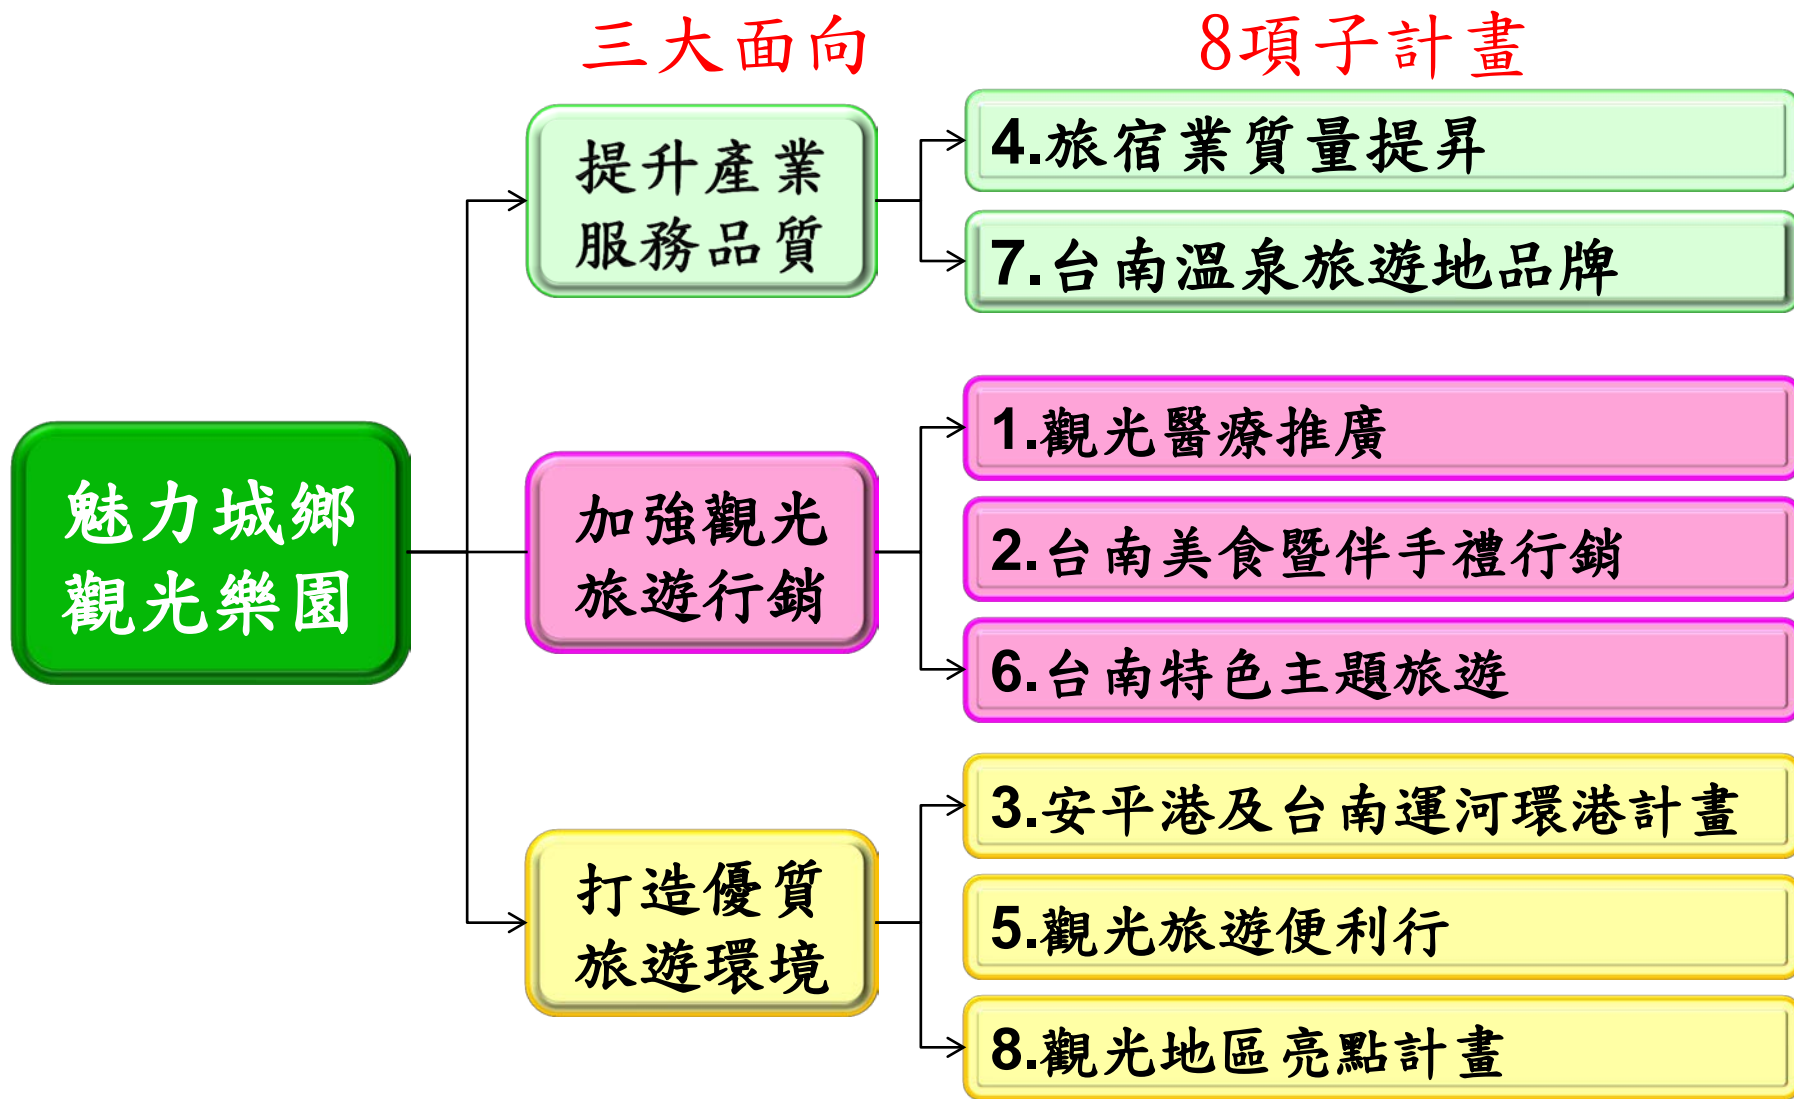 三大面向
8項子計畫
魅力城鄉
觀光樂園
提升產業
服務品質
4.旅宿業質量提昇
7.台南溫泉旅遊地品牌
加強觀光
旅遊行銷
1.觀光醫療推廣
2.台南美食暨伴手禮行銷
6.台南特色主題旅遊
打造優質
旅遊環境
3.安平港及台南運河環港計畫
5.觀光旅遊便利行
8.觀光地區亮點計畫